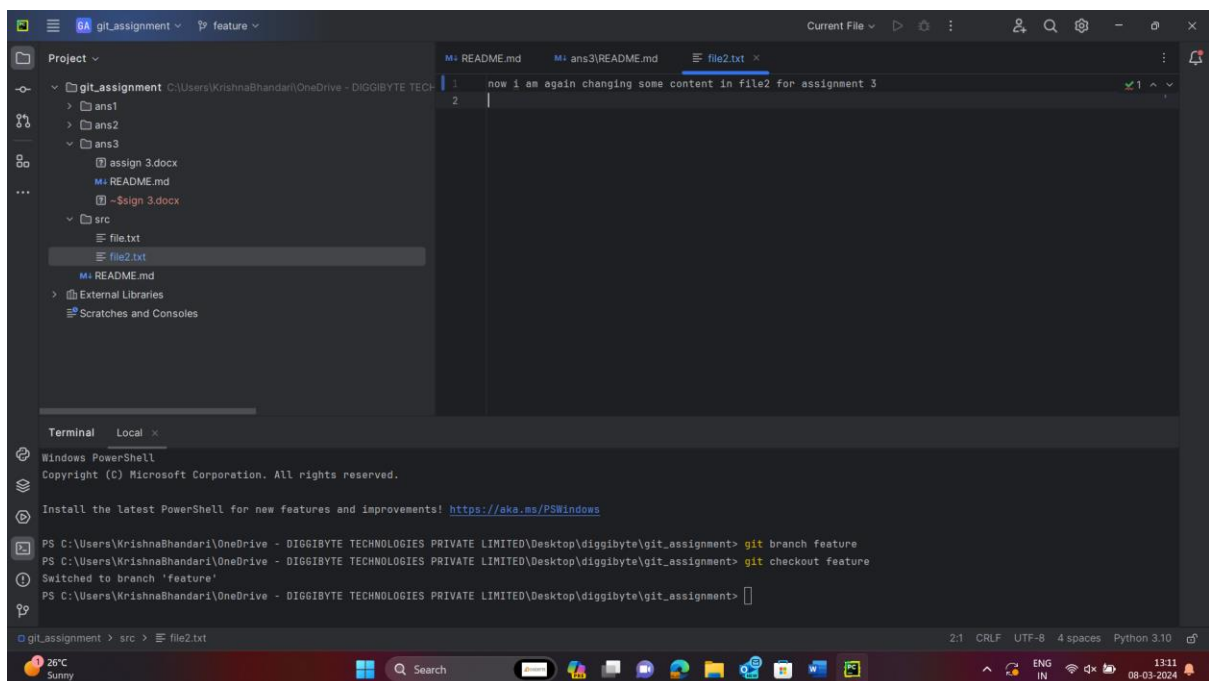 GA git_assignment feature Current File
Project
README.md ans3\README.md file2.txt
git_assignment C:\Users\KrishnaBhandari\OneDrive - DIGGIBYTE TECH
ans1
ans2
ans3
assign 3.docx
README.md
~$sign 3.docx
src
file.txt
file2.txt
README.md
External Libraries
Scratches and Consoles
1 now i am again changing some content in file2 for assignment 3
2
1
Terminal Local
Windows PowerShell
Copyright (C) Microsoft Corporation. All rights reserved.
Install the latest PowerShell for new features and improvements! https://aka.ms/PSWindows
PS C:\Users\KrishnaBhandari\OneDrive - DIGGIBYTE TECHNOLOGIES PRIVATE LIMITED\Desktop\diggibyte\git_assignment> git branch feature
PS C:\Users\KrishnaBhandari\OneDrive - DIGGIBYTE TECHNOLOGIES PRIVATE LIMITED\Desktop\diggibyte\git_assignment> git checkout feature
Switched to branch 'feature'
PS C:\Users\KrishnaBhandari\OneDrive - DIGGIBYTE TECHNOLOGIES PRIVATE LIMITED\Desktop\diggibyte\git_assignment>
git_assignment > src > file2.txt 2:1 CRLF UTF-8 4 spaces Python 3.10
1 26°C
Sunny
Search
ENG
IN
13:11
08-03-2024